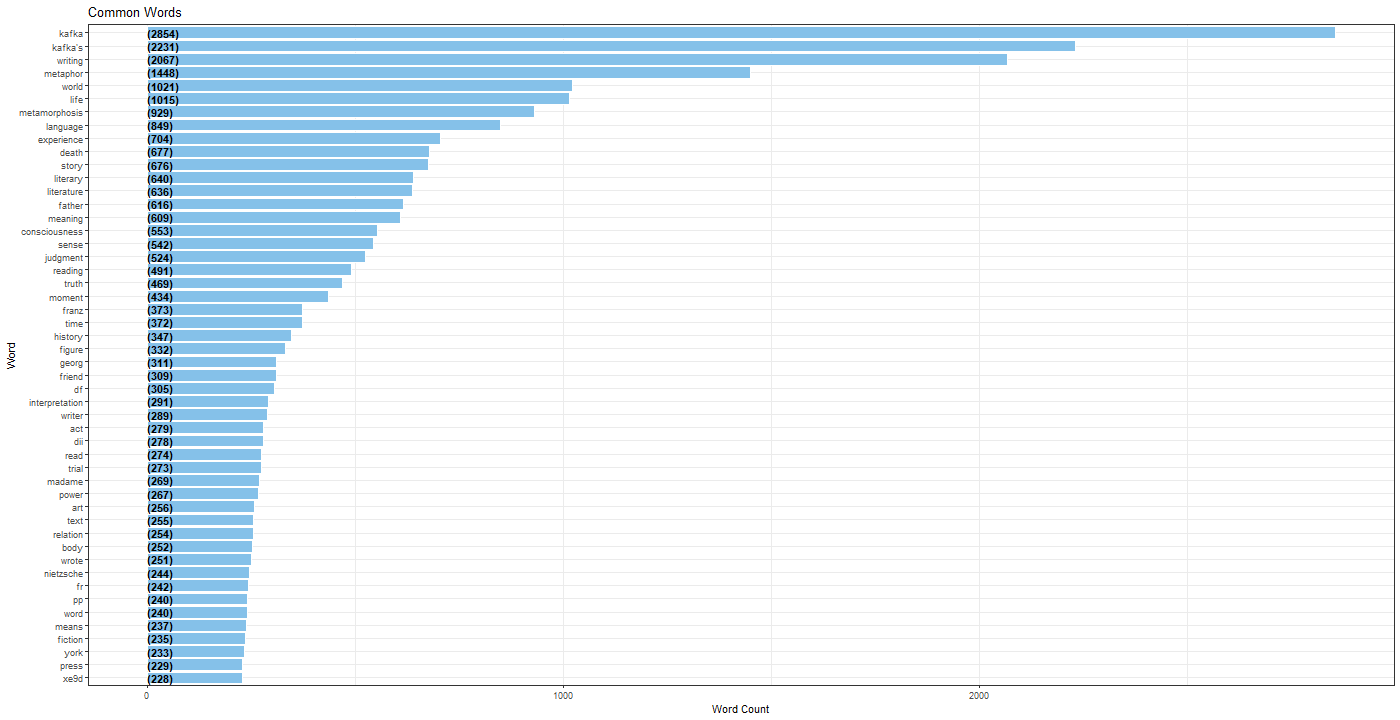 Common Words
kafka (2854)
kafka's (2231)
writing (2067)
metaphor (1448)
world (1021)
life (1015)
metamorphosis (929)
language (849)
experience (704)
death (677)
story (676)
literary (640)
literature (636)
father (616)
meaning (609)
consciousness (553)
sense (542)
judgment (524)
reading (491)
truth (469)
moment (434)
franz (373)
time (372)
history (347)
figure (332)
georg (311)
friend (309)
df (305)
interpretation (291)
writer (289)
act (279)
dii (278)
read (274)
trial (273)
madame (269)
power (267)
art (256)
text (255)
relation (254)
body (252)
wrote (251)
nietzsche (244)
fr (242)
pp (240)
word (240)
means (237)
fiction (235)
york (233)
press (229)
xe9d (228)
Word
0 1000 2000
Word Count